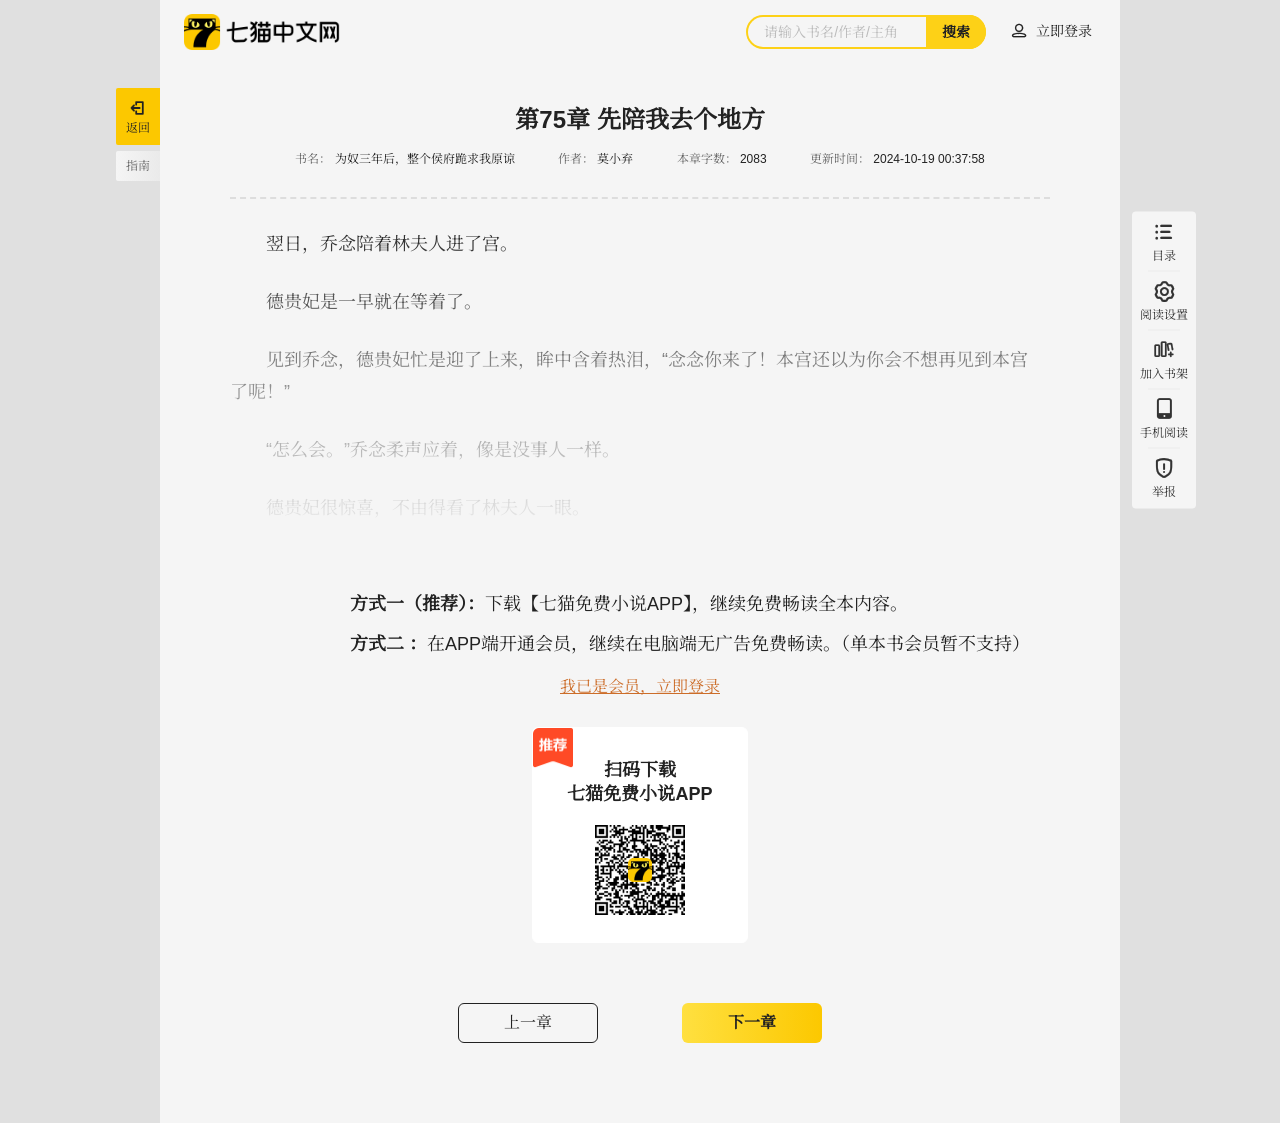 七猫中文网
请输入书名/作者/主角
搜索
立即登录
返回
指南
第75章 先陪我去个地方
书名： 为奴三年后，整个侯府跪求我原谅 作者： 莫小弃 本章字数： 2083 更新时间： 2024-10-19 00:37:58
翌日，乔念陪着林夫人进了宫。
德贵妃是一早就在等着了。
见到乔念，德贵妃忙是迎了上来，眸中含着热泪，“念念你来了！本宫还以为你会不想再见到本宫
了呢！”
“怎么会。”乔念柔声应着，像是没事人一样。
德贵妃很惊喜，不由得看了林夫人一眼。
目录
阅读设置
加入书架
手机阅读
举报
方式一（推荐）：下载【七猫免费小说APP】，继续免费畅读全本内容。
方式二 ：在APP端开通会员，继续在电脑端无广告免费畅读。（单本书会员暂不支持）
我已是会员，立即登录
推荐
扫码下载
七猫免费小说APP
上一章
下一章